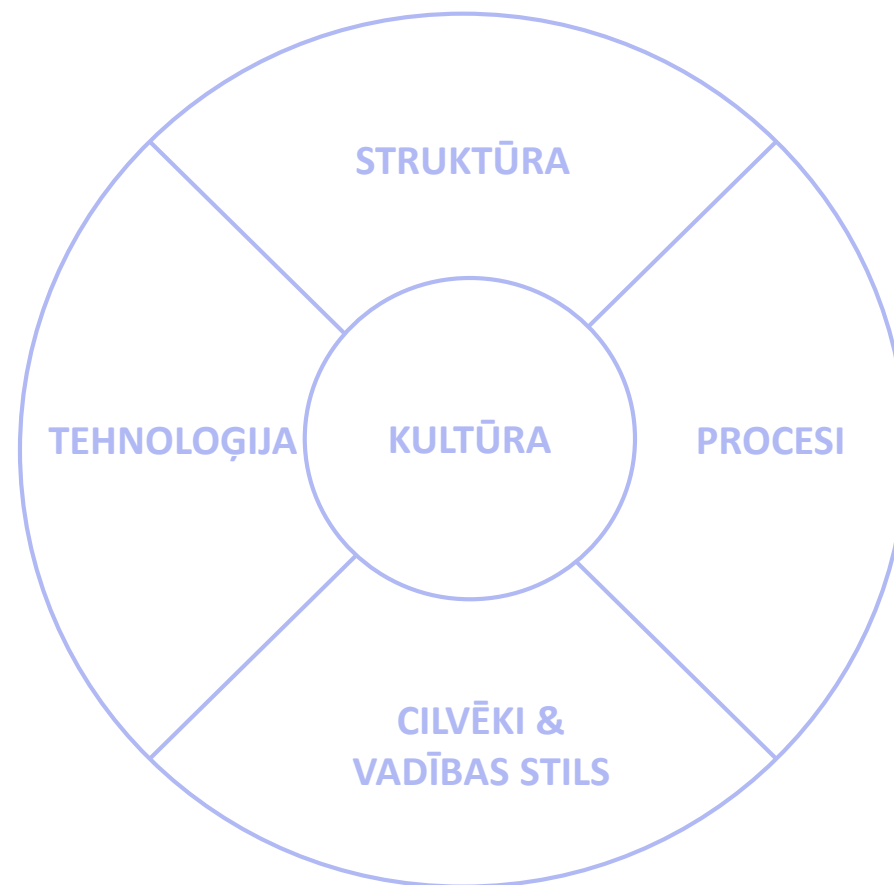 STRUKTŪRA
TEHNOLOĢIJA
KULTŪRA
PROCESI
CILVĒKI &
VADĪBAS STILS